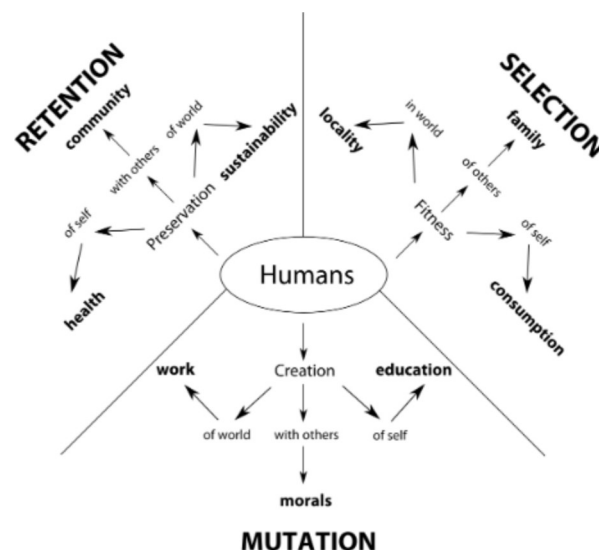 RETENTION
community
with others
of world
sustainability
Preservation
of self
health
SELECTION
locality
in world
family
of others
Fitness
of self
consumption
Humans
Creation
work
education
of world
with others
of self
morals
MUTATION